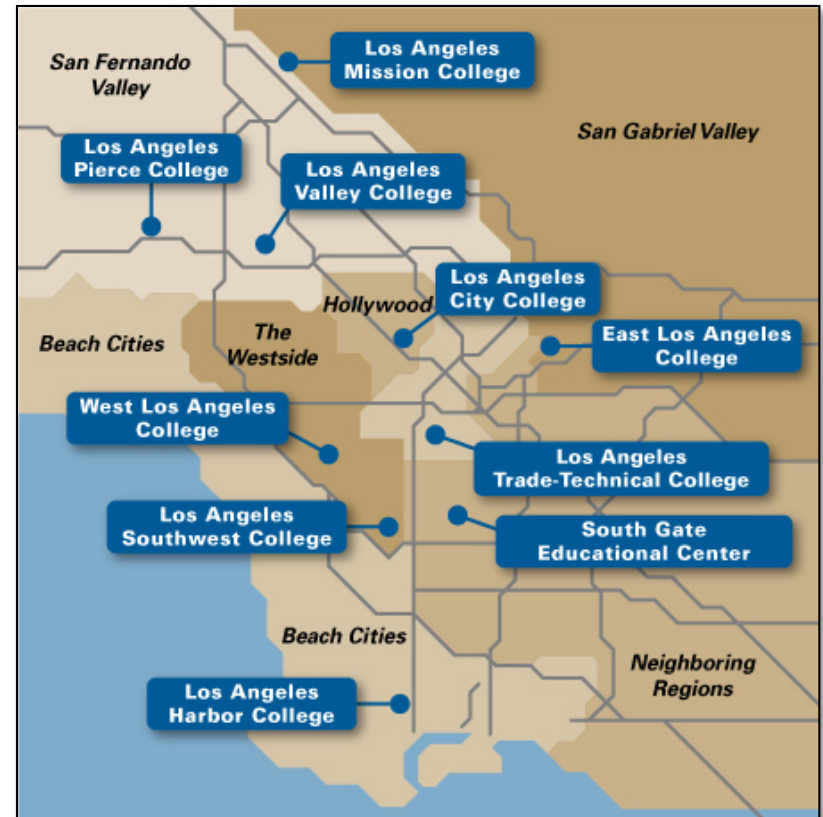 Los Angeles
Mission College
San Fernando
Valley
San Gabriel Valley
Los Angeles
Pierce College
Los Angeles
Valley College
Los Angeles
City College
Hollywood
East Los Angeles
College
The
Westside
Beach Cities
West Los Angeles
College
Los Angeles
Trade-Technical College
Los Angeles
Southwest College
South Gate
Educational Center
Beach Cities
Neighboring
Regions
Los Angeles
Harbor College